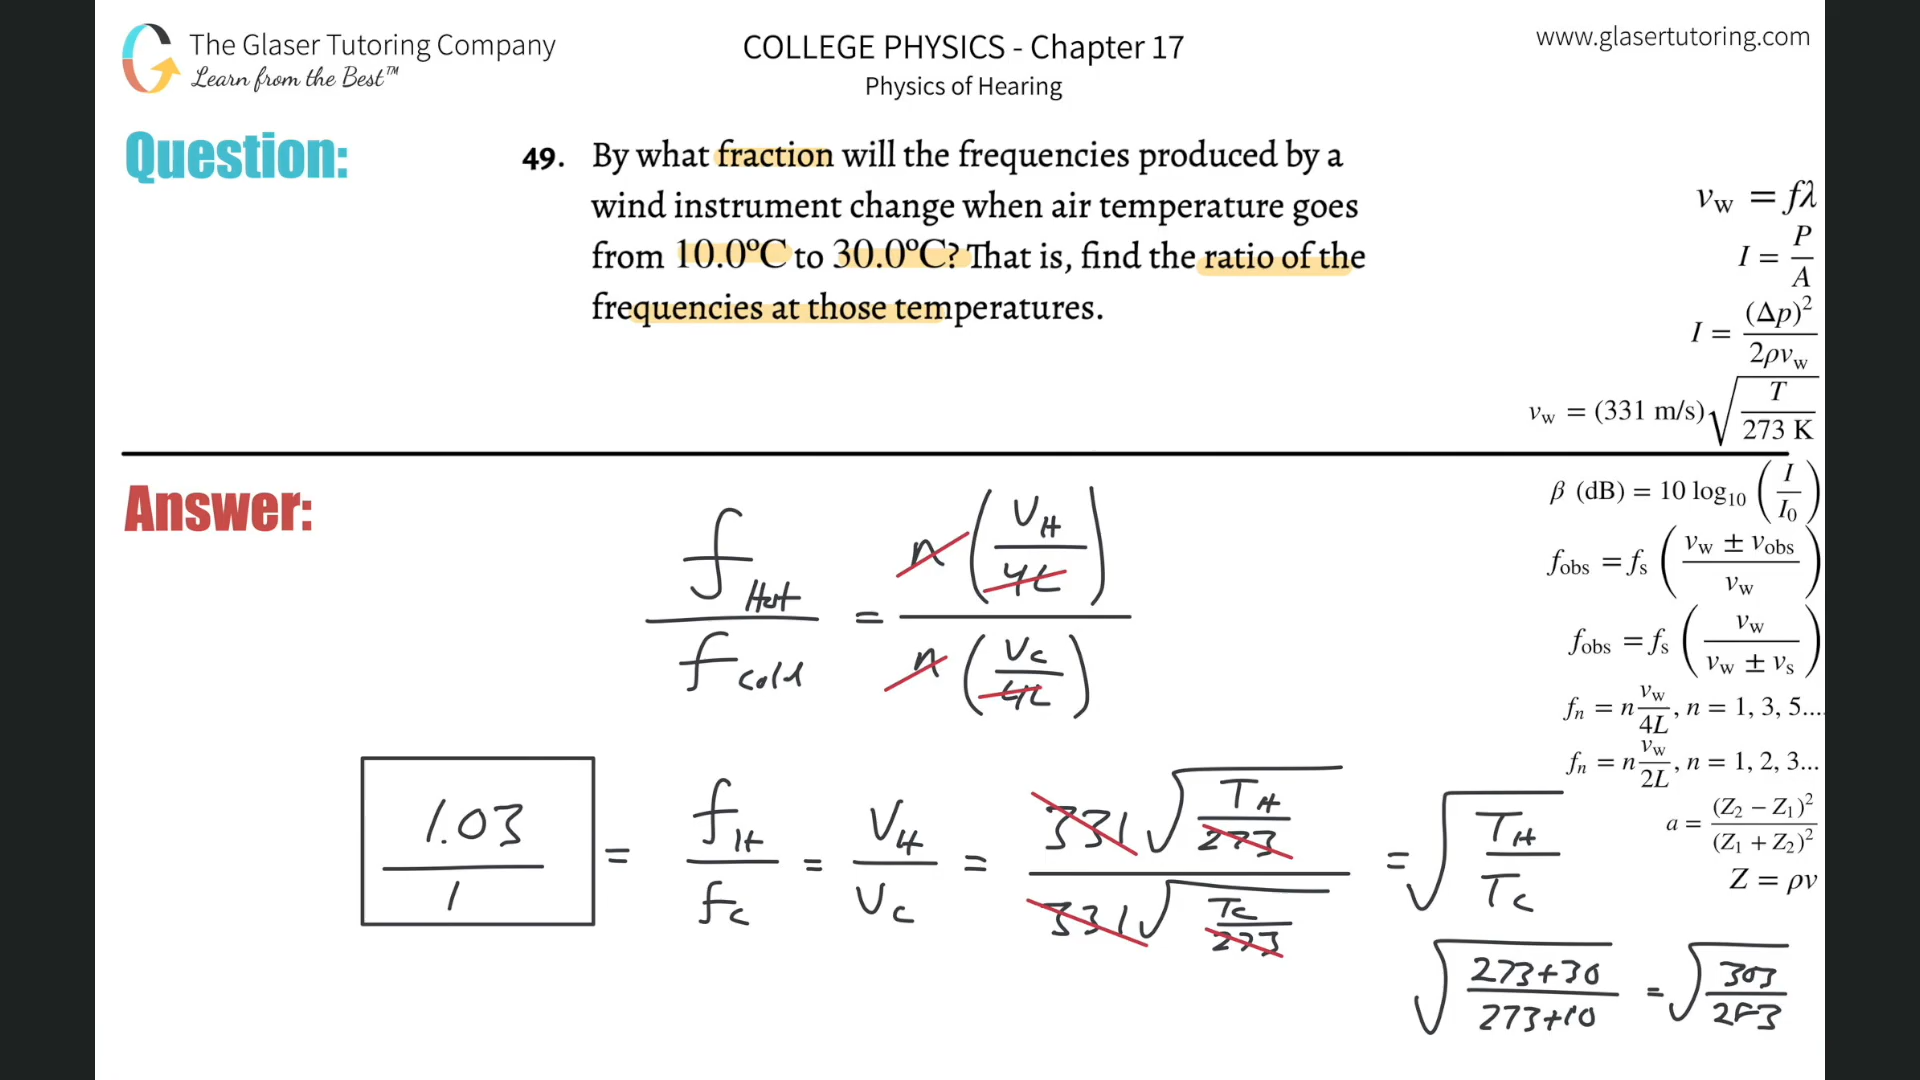 The Glaser Tutoring Company
Learn from the Best™
COLLEGE PHYSICS - Chapter 17
Physics of Hearing
www.glasertutoring.com
Question:
49. By what fraction will the frequencies produced by a
wind instrument change when air temperature goes
from 10.0ºC to 30.0ºC? That is, find the ratio of the
frequencies at those temperatures.
v_w = fλ
I = P/A
I = (Δp)²/2ρv_w
v_w = (331 m/s)√(T/273 K)
β (dB) = 10 log₁₀ (I/I₀)
f_obs = f_s ((v_w ± v_obs)/v_w)
f_obs = f_s (v_w/(v_w ± v_s))
f_n = n v_w/4L, n = 1, 3, 5...
f_n = n v_w/2L, n = 1, 2, 3...
a = (Z₂ − Z₁)²/(Z₁ + Z₂)²
Z = ρv
Answer:
f_Hot/f_cold = n(V_H/4L)/n(V_C/4L)
1.03/1 = f_H/f_C = V_H/V_C = 331√(T_H/273)/331√(T_C/273) = √(T_H/T_C)
√((273+30)/(273+10)) = √(303/283)